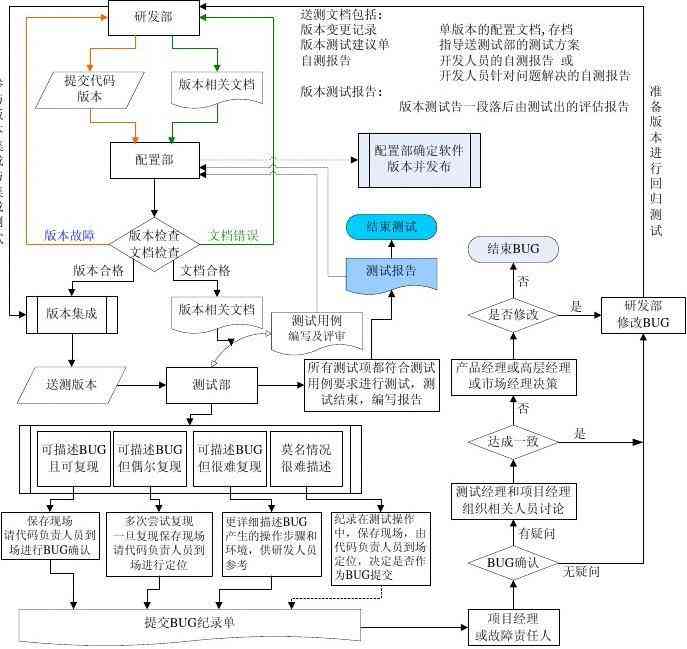 研发部
送测文档包括:
版本变更记录 单版本的配置文档,存档
版本测试建议单 指导送测试部的测试方案
自测报告 开发人员的自测报告 或
开发人员针对问题解决的自测报告
版本测试报告:
版本测试告一段落后由测试出的评估报告
提交代码
版本
版本相关文档
配置部
配置部确定软件
版本并发布
准备版本进行回归测试
版本故障
版本检查
文档检查
文档错误
结束测试
测试报告
结束BUG
版本合格
文档合格
否
版本集成
版本相关文档
测试用例
编写及评审
是否修改
是
研发部
修改BUG
送测版本
测试部
所有测试项都符合测试
用例要求进行测试，测
试结束，编写报告
产品经理或高层经理
或市场经理决策
否
达成一致
是
可描述BUG
且可复现
可描述BUG
但偶尔复现
可描述BUG
但很难复现
莫名情况
很难描述
测试经理和项目经理
组织相关人员讨论
保存现场
请代码负责人员到
场进行BUG确认
多次尝试复现
一旦复现保存现场
请代码负责人员到
场进行定位
更详细描述BUG
产生的操作步骤和
环境，供研发人员
参考
纪录在测试操作
中，保存现场，由
代码负责人员到场
定位，决定是否作
为BUG提交
有疑问
BUG确认
无疑问
提交BUG纪录单
项目经理
或故障责任人